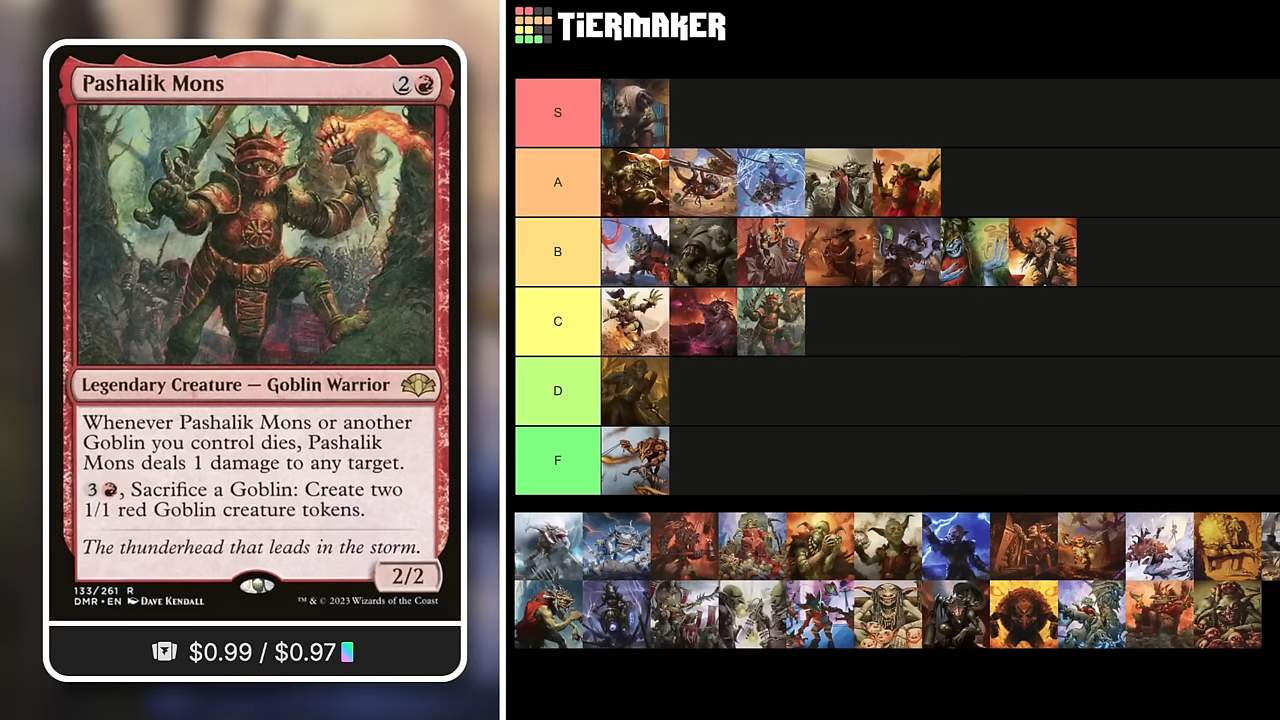 Pashalik Mons 2
Legendary Creature — Goblin Warrior
Whenever Pashalik Mons or another
Goblin you control dies, Pashalik
Mons deals 1 damage to any target.
3 , Sacrifice a Goblin: Create two
1/1 red Goblin creature tokens.
The thunderhead that leads in the storm.
2/2
133/261 R
DMR • EN DAVE KENDALL
™ & © 2023 Wizards of the Coast
$0.99 / $0.97
TIERMAKER
S
A
B
C
D
F